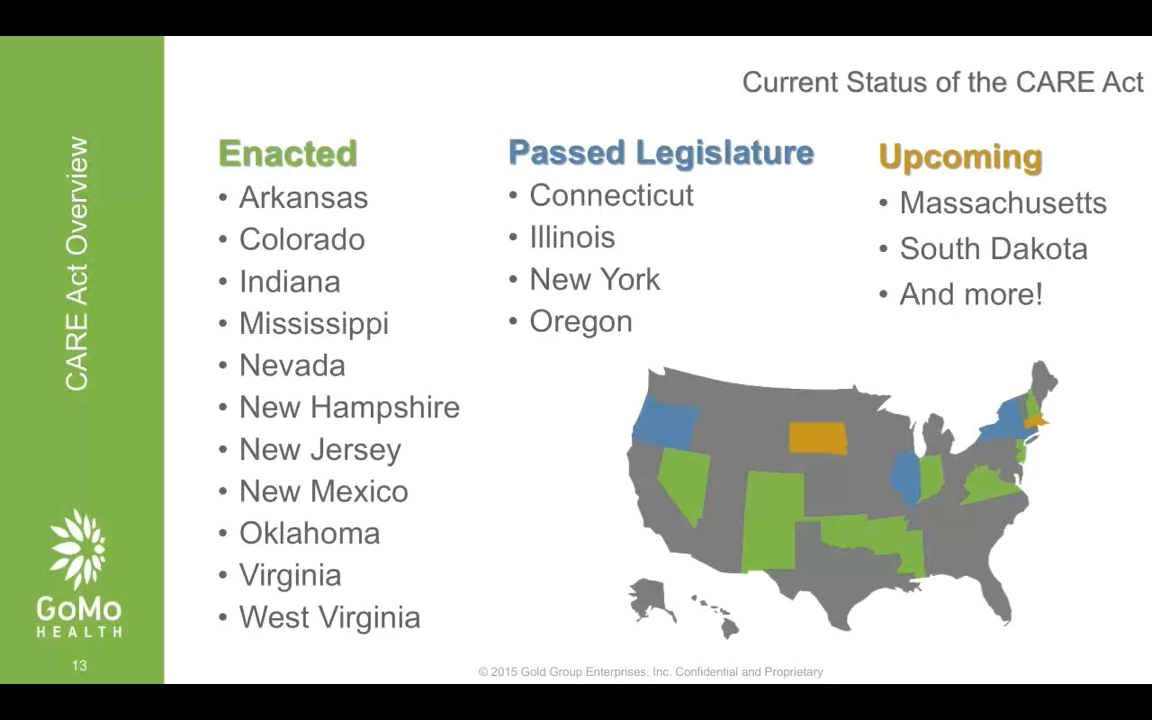 Current Status of the CARE Act
CARE Act Overview
Enacted
• Arkansas
• Colorado
• Indiana
• Mississippi
• Nevada
• New Hampshire
• New Jersey
• New Mexico
• Oklahoma
• Virginia
• West Virginia
Passed Legislature
• Connecticut
• Illinois
• New York
• Oregon
Upcoming
• Massachusetts
• South Dakota
• And more!
GoMo
HEALTH
13
© 2015 Gold Group Enterprises, Inc. Confidential and Proprietary